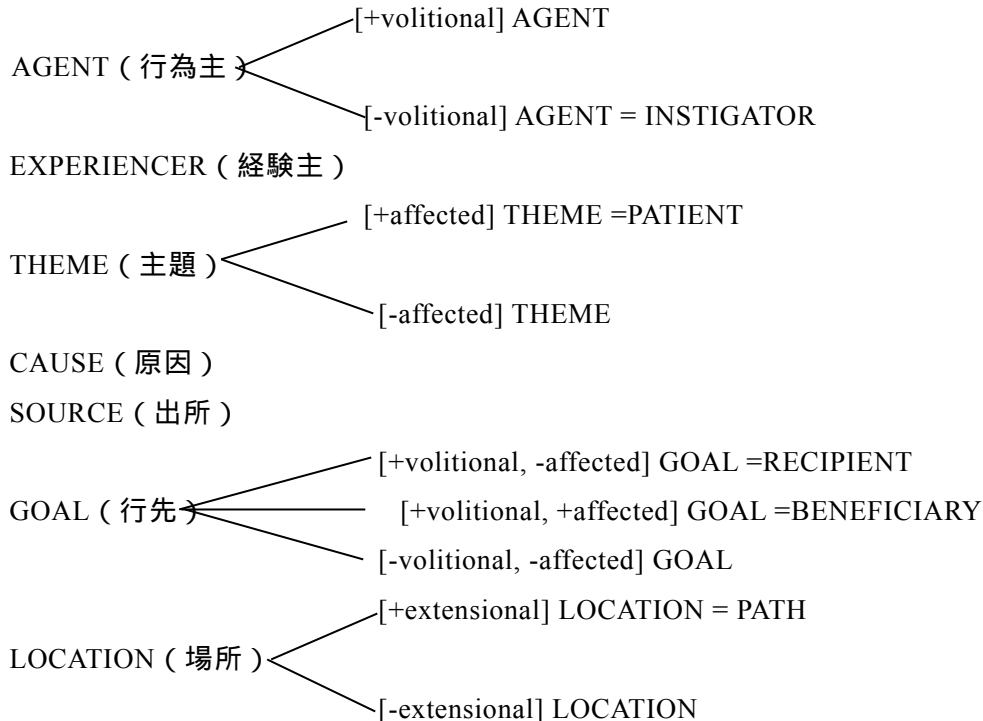 [+volitional] AGENT
AGENT（行為主）
[-volitional] AGENT = INSTIGATOR
EXPERIENCER（経験主）
[+affected] THEME =PATIENT
THEME（主題）
[-affected] THEME
CAUSE（原因）
SOURCE（出所）
[+volitional, -affected] GOAL =RECIPIENT
GOAL（行先）
[+volitional, +affected] GOAL =BENEFICIARY
[-volitional, -affected] GOAL
[+extensional] LOCATION = PATH
LOCATION（場所）
[-extensional] LOCATION